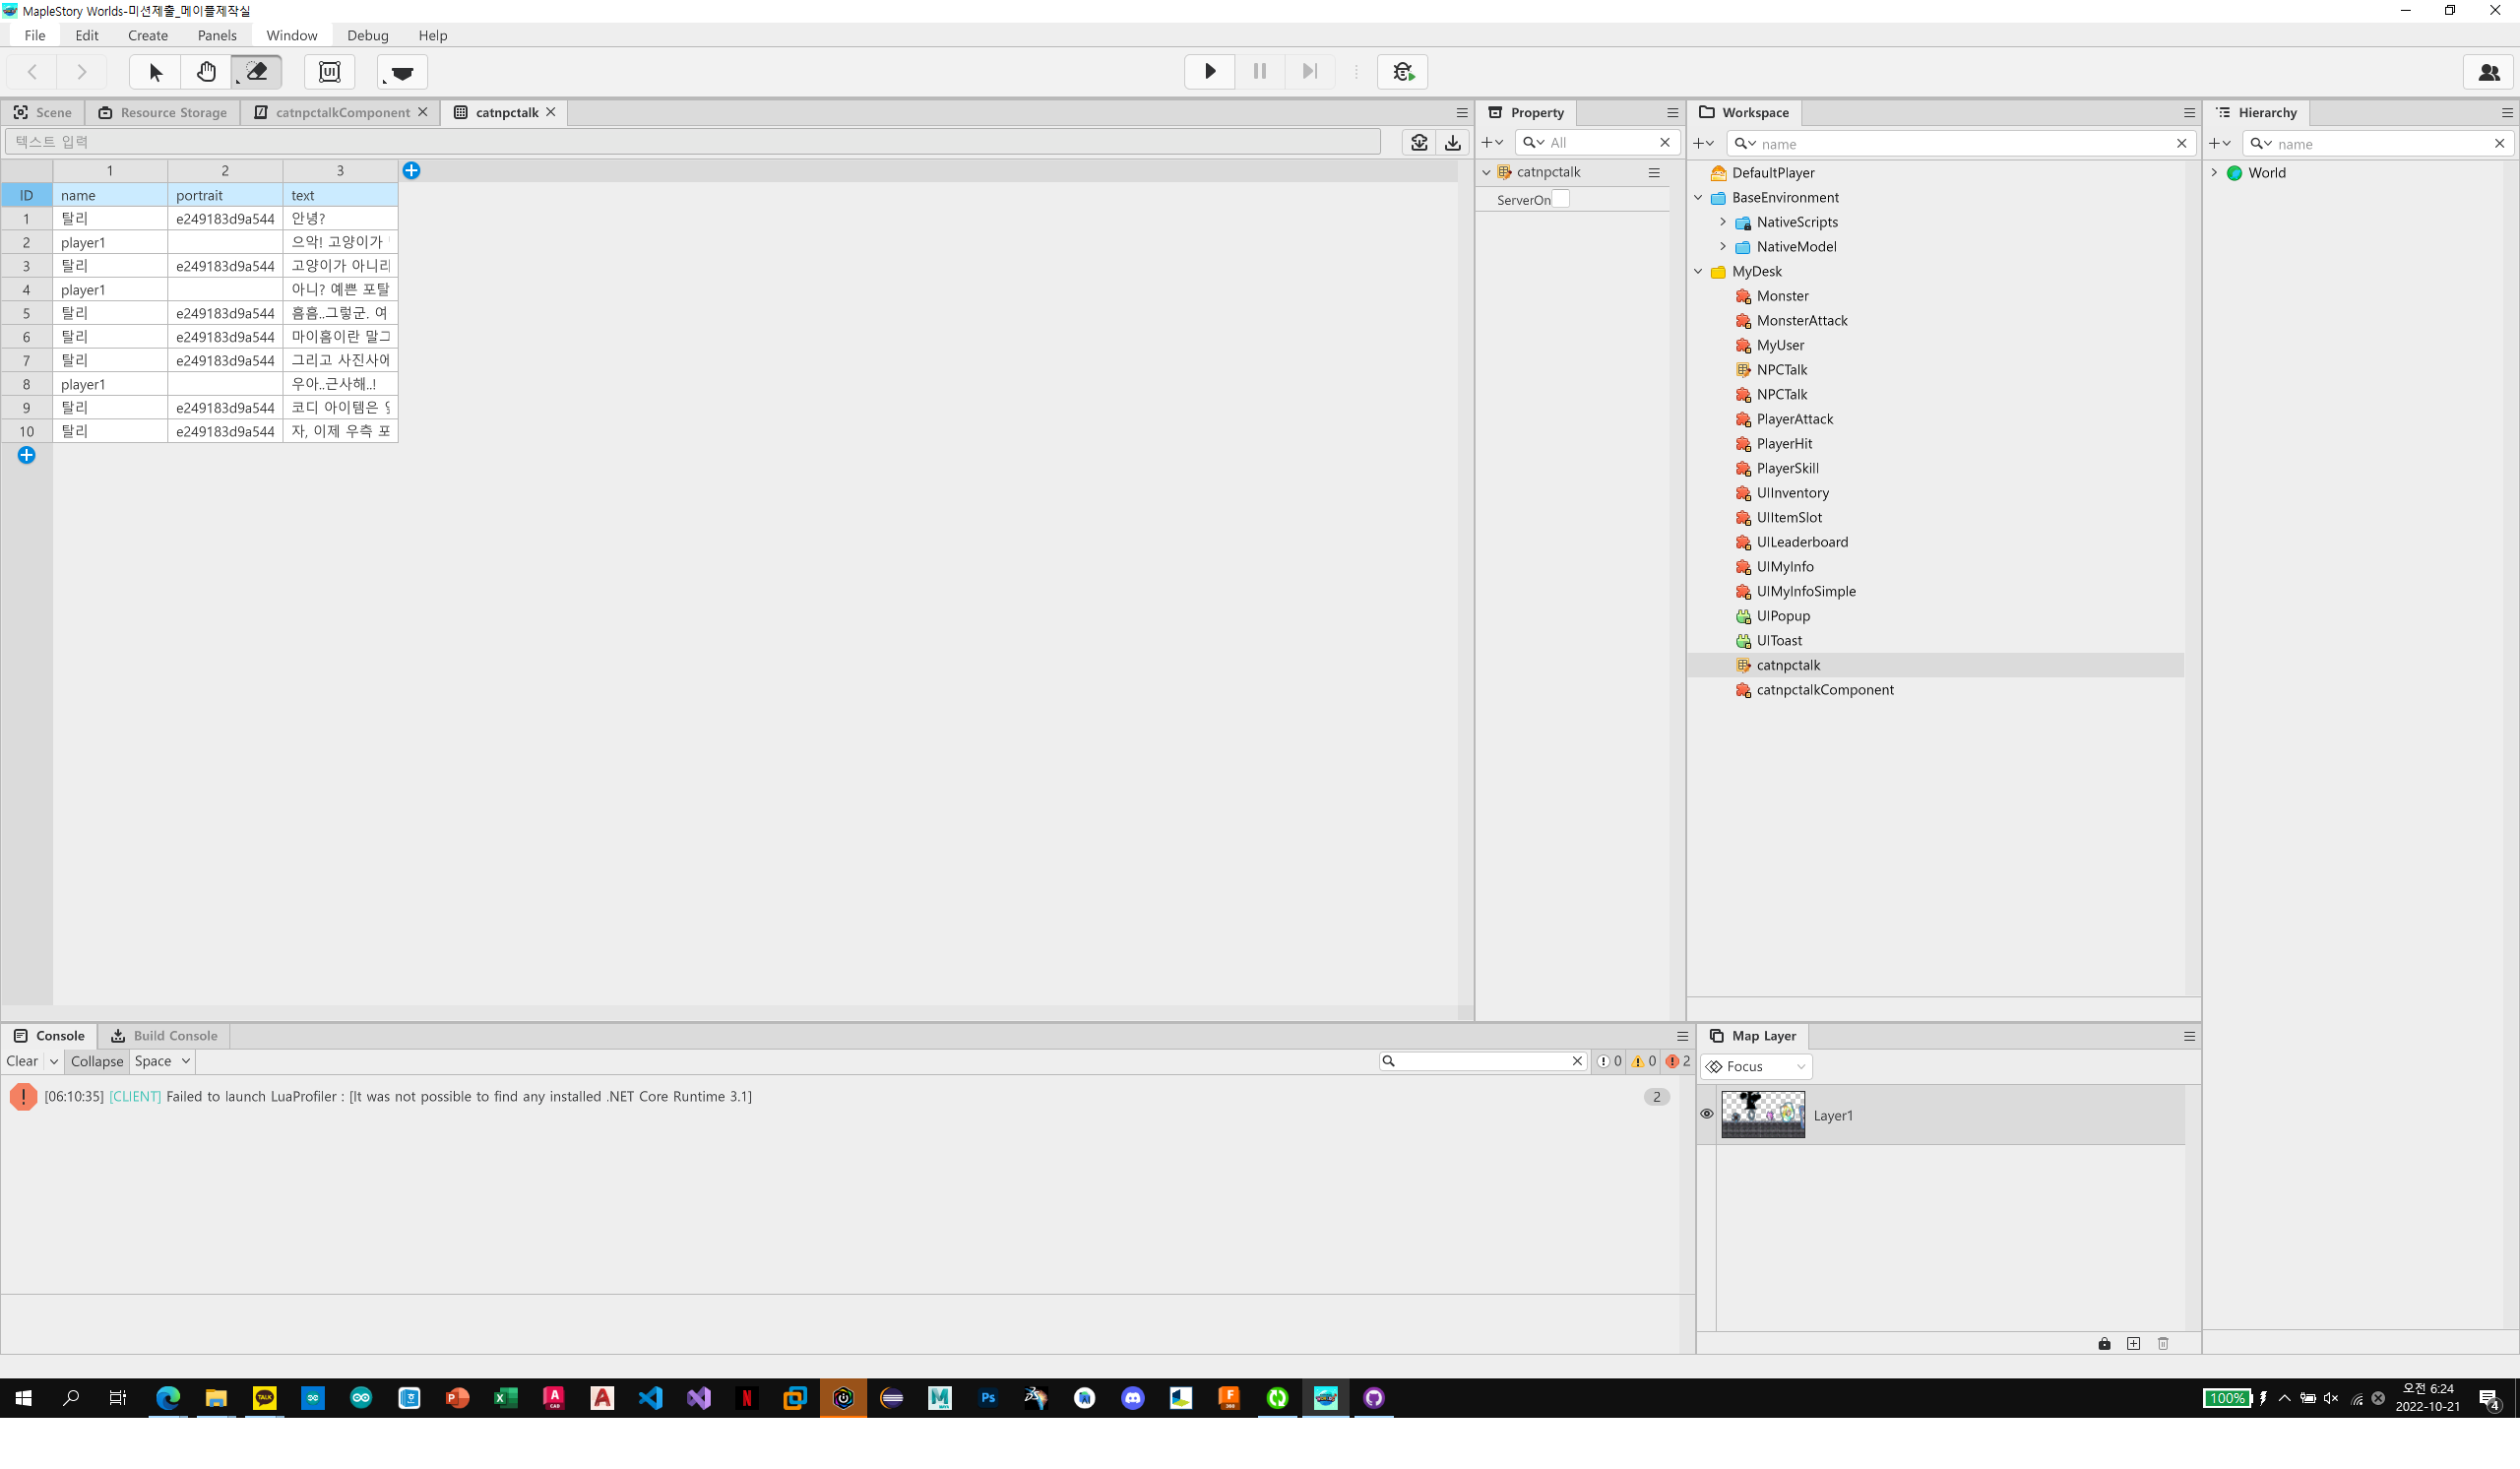 MapleStory Worlds-미션제출_메이플제작실
File Edit Create Panels Window Debug Help
UI
Scene Resource Storage catnpctalkComponent catnpctalk
텍스트 입력
1 2 3
ID name portrait text
1 탈리 e249183d9a544 안녕?
2 player1 으악! 고양이가
3 탈리 e249183d9a544 고양이가 아니라
4 player1 아니? 예쁜 포탈
5 탈리 e249183d9a544 흠흠..그렇군. 여
6 탈리 e249183d9a544 마이홈이란 말그
7 탈리 e249183d9a544 그리고 사진사에
8 player1 우아..근사해..!
9 탈리 e249183d9a544 코디 아이템은
10 탈리 e249183d9a544 자, 이제 우측 포
Property
All
catnpctalk
ServerOn
Workspace
name
DefaultPlayer
BaseEnvironment
NativeScripts
NativeModel
MyDesk
Monster
MonsterAttack
MyUser
NPCTalk
NPCTalk
PlayerAttack
PlayerHit
PlayerSkill
UIInventory
UIItemSlot
UILeaderboard
UIMyInfo
UIMyInfoSimple
UIPopup
UIToast
catnpctalk
catnpctalkComponent
Hierarchy
name
World
Console Build Console
Clear Collapse Space 0 0 2
[06:10:35] [CLIENT] Failed to launch LuaProfiler : [It was not possible to find any installed .NET Core Runtime 3.1] 2
Map Layer
Focus
Layer1
TALK
Ps
100%
오전 6:24
2022-10-21
4